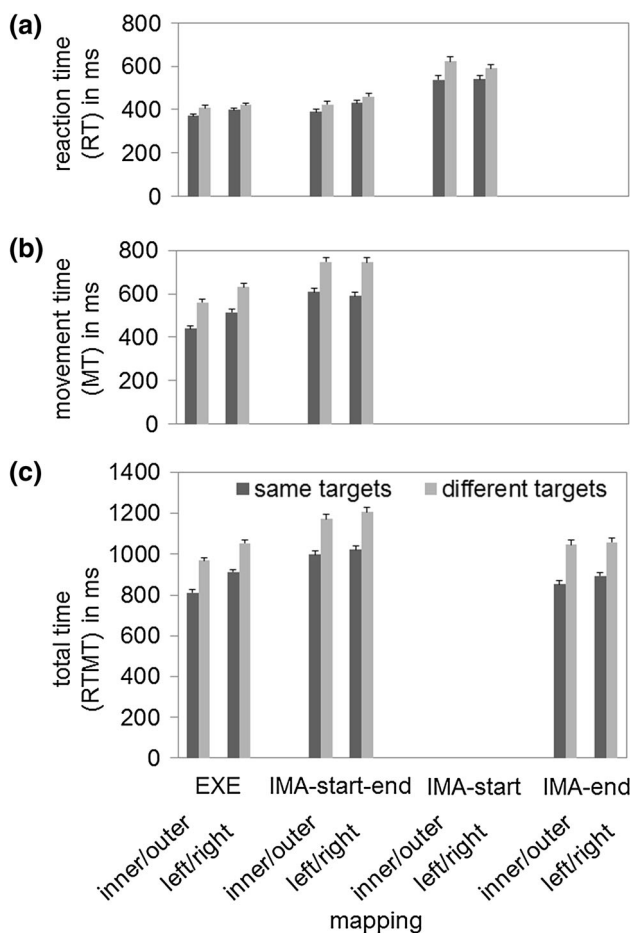 (a)
reaction time
(RT) in ms
800
600
400
200
0
(b)
movement time
(MT) in ms
800
600
400
200
0
(c)
total time
(RTMT) in ms
1400
1200
1000
800
600
400
200
0
same targets different targets
EXE IMA-start-end IMA-start IMA-end
inner/outer left/right inner/outer left/right inner/outer left/right inner/outer left/right
mapping